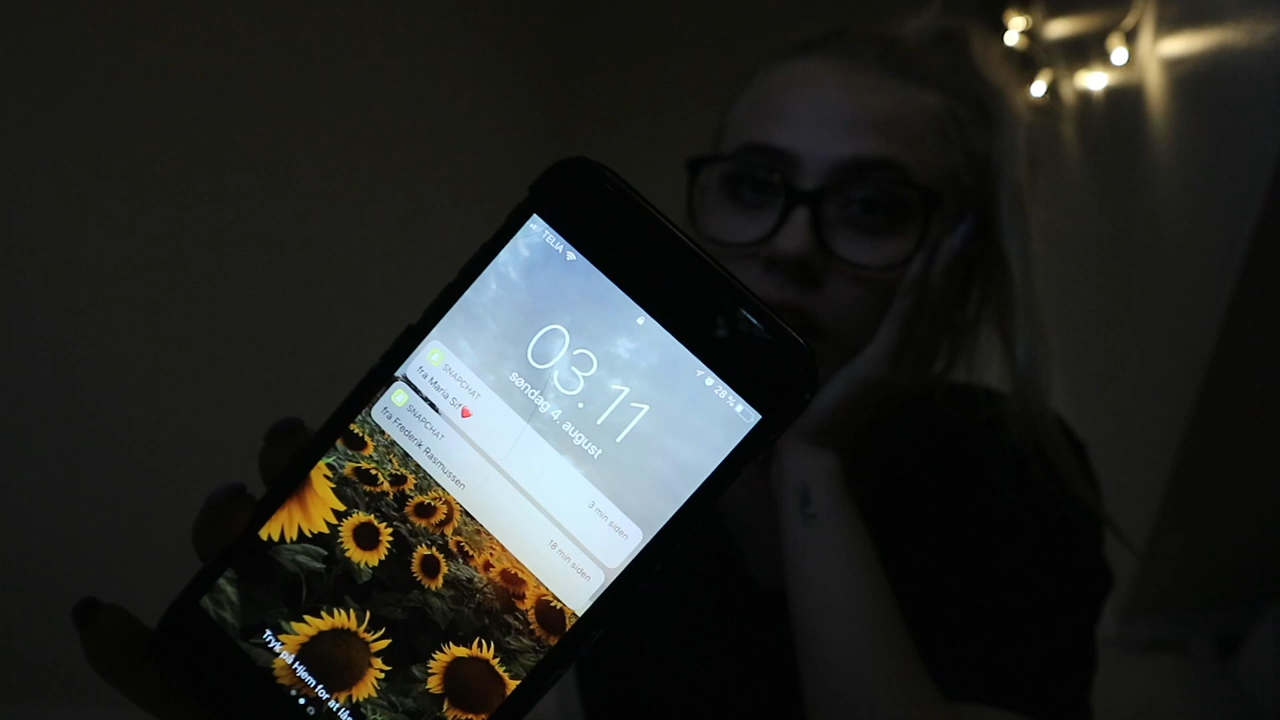 TELIA
28 %
03.11
søndag 4. august
SNAPCHAT
3 min siden
fra Maria Sif❤️
SNAPCHAT
18 min siden
fra Frederik Rasmussen
Tryk på Hjem for at lås